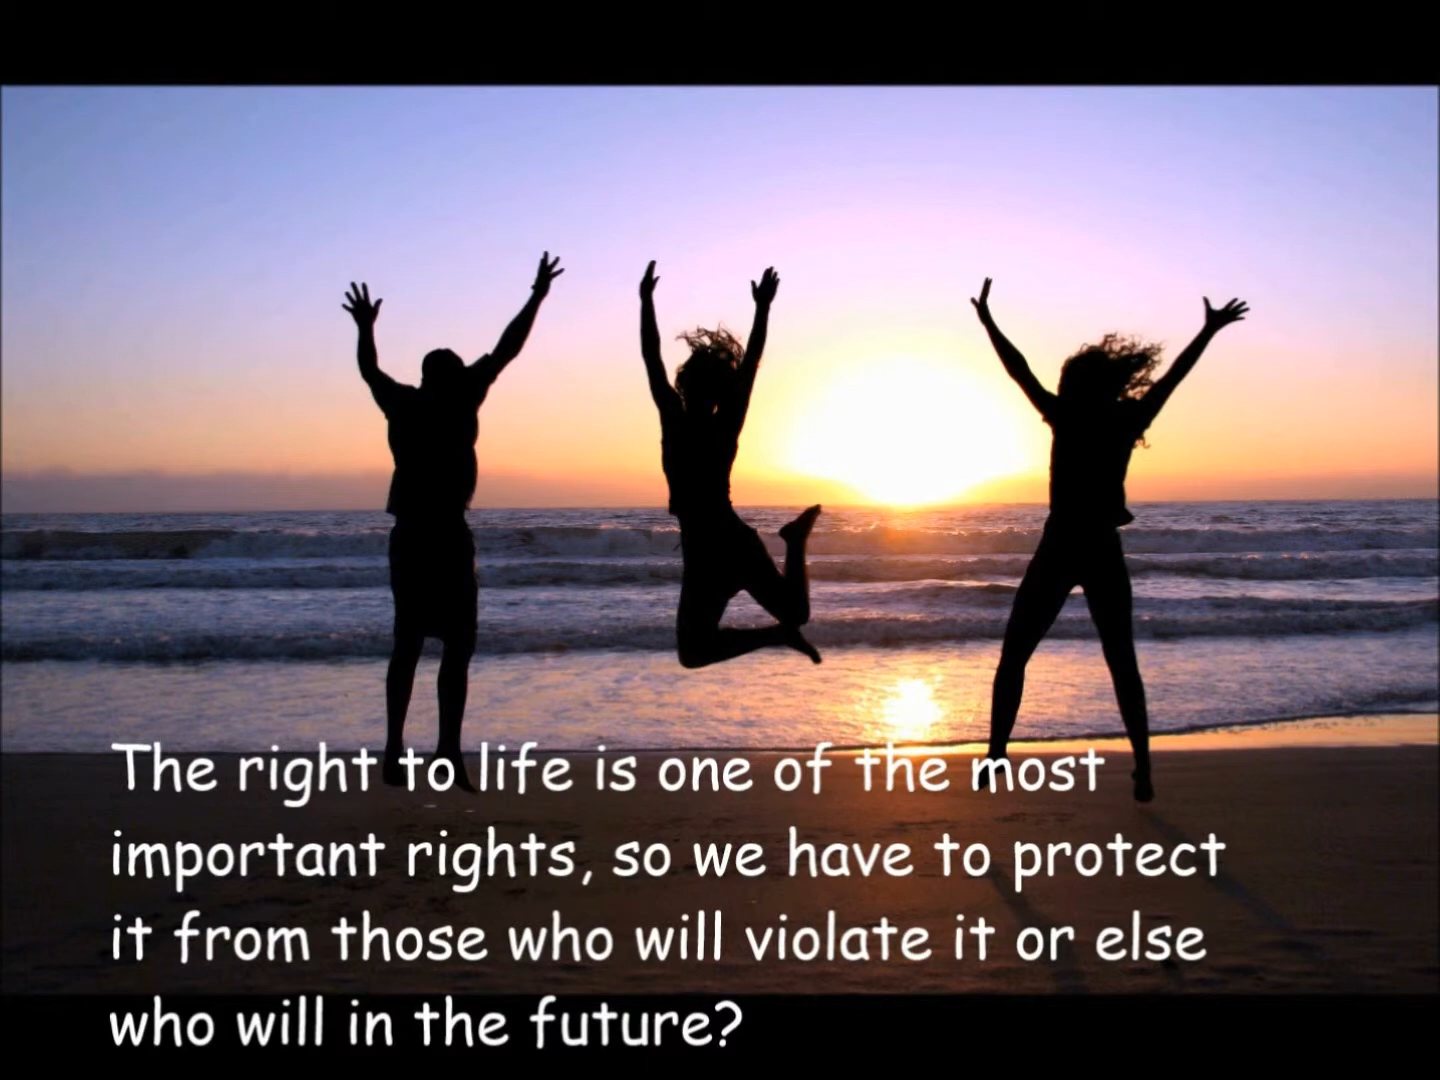 The right to life is one of the most
important rights, so we have to protect
it from those who will violate it or else
who will in the future?